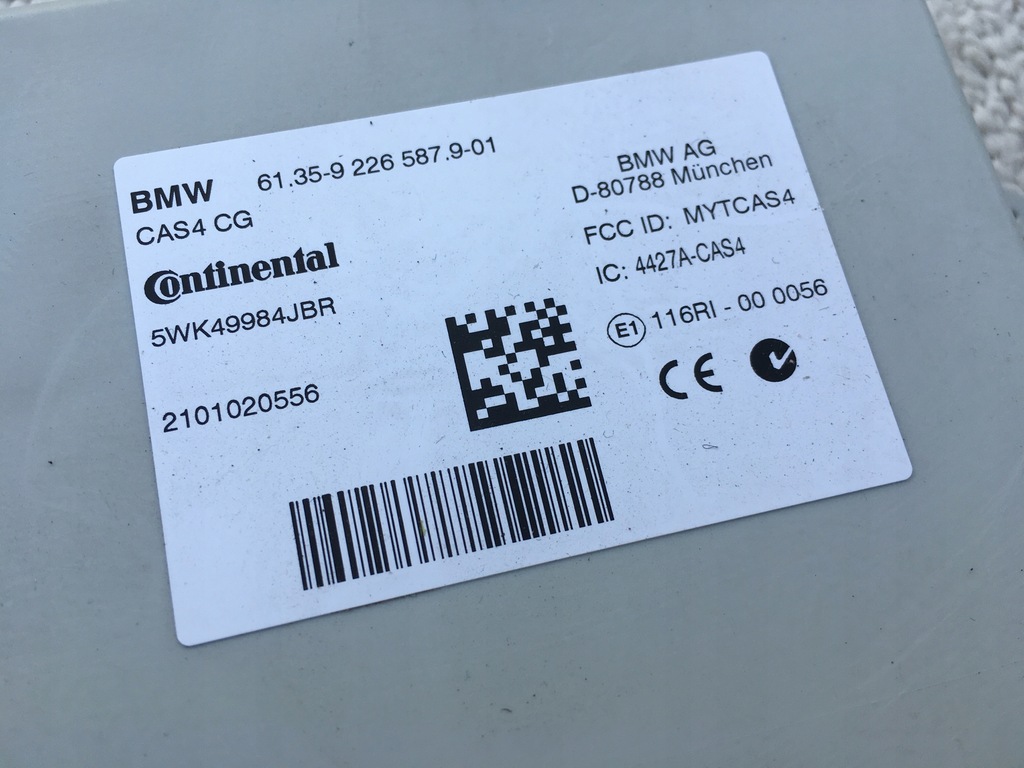 BMW 61.35-9 226 587.9-01
CAS4 CG
Continental
5WK49984JBR
2101020556
BMW AG
D-80788 München
FCC ID: MYTCAS4
IC: 4427A-CAS4
E1 116RI - 00 0056
CE